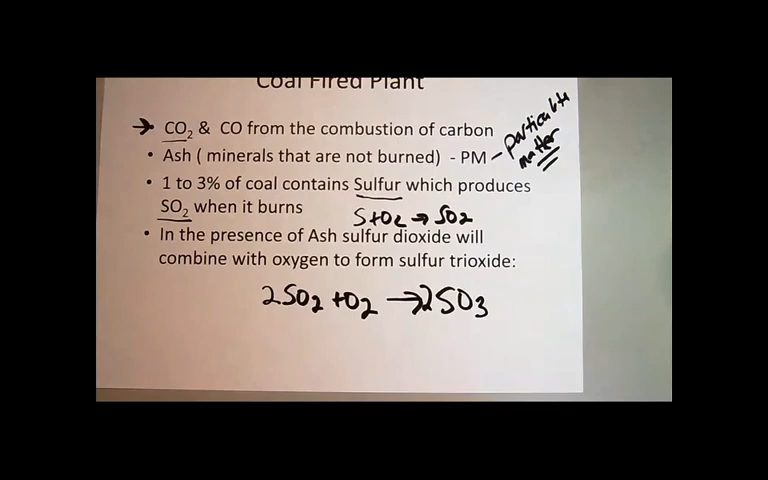 Coal Fired Plant
→ CO₂ & CO from the combustion of carbon
• Ash ( minerals that are not burned) - PM – particulate
matter
• 1 to 3% of coal contains Sulfur which produces
SO₂ when it burns
S+O₂ → SO₂
• In the presence of Ash sulfur dioxide will
combine with oxygen to form sulfur trioxide:
2SO₂ + O₂ → 2SO₃